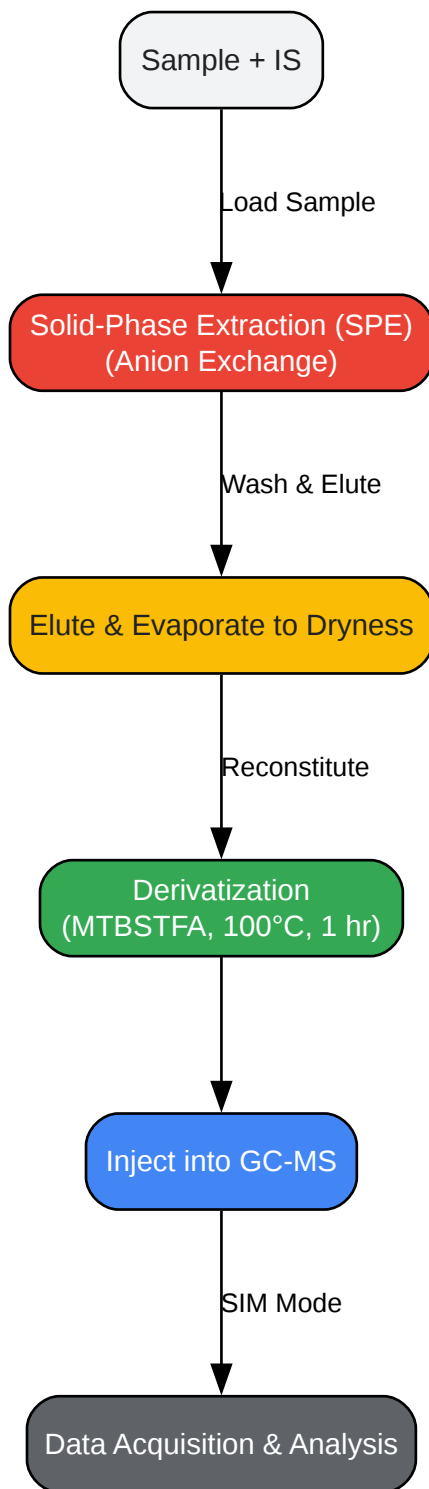 Sample + IS
Load Sample
Solid-Phase Extraction (SPE)
(Anion Exchange)
Wash & Elute
Elute & Evaporate to Dryness
Reconstitute
Derivatization
(MTBSTFA, 100°C, 1 hr)
Inject into GC-MS
SIM Mode
Data Acquisition & Analysis